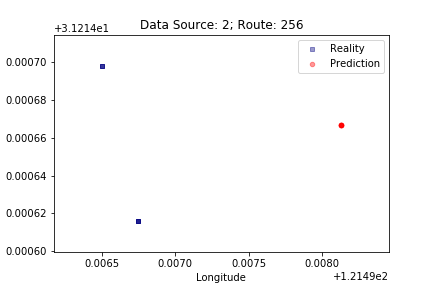 Data Source: 2; Route: 256
+3.1214e1
Reality
Prediction
0.00070
0.00068
0.00066
0.00064
0.00062
0.00060
0.0065 0.0070 0.0075 0.0080
Longitude
+1.2149e2